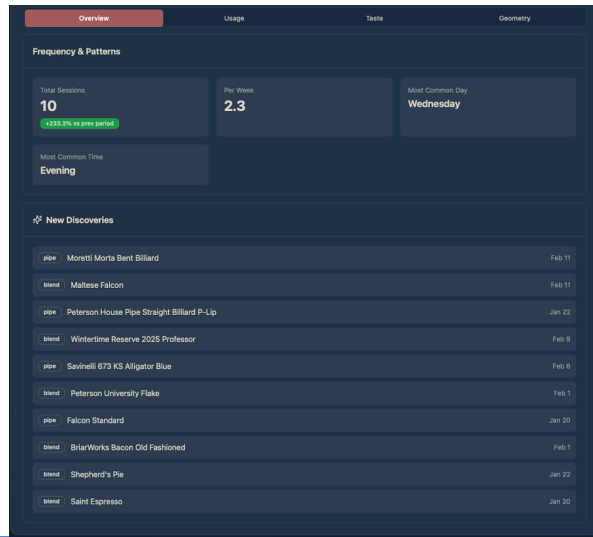 Overview Usage Taste Geometry
Frequency & Patterns
Total Sessions
10
+233.3% vs prev period
Per Week
2.3
Most Common Day
Wednesday
Most Common Time
Evening
New Discoveries
pipe Moretti Morta Bent Billiard Feb 11
blend Maltese Falcon Feb 11
pipe Peterson House Pipe Straight Billiard P-Lip Jan 22
blend Wintertime Reserve 2025 Professor Feb 9
pipe Savinelli 673 KS Alligator Blue Feb 6
blend Peterson University Flake Feb 1
pipe Falcon Standard Jan 20
blend BriarWorks Bacon Old Fashioned Feb 1
blend Shepherd's Pie Jan 22
blend Saint Espresso Jan 20